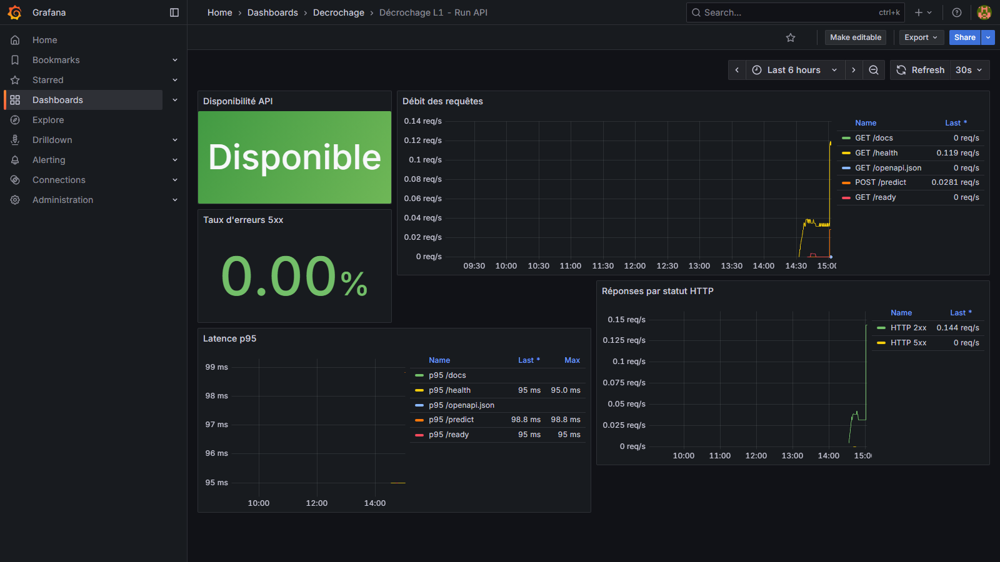 Grafana
Home › Dashboards › Decrochage › Décrochage L1 - Run API
Search...
ctrl+k
Home
Bookmarks
Starred
Dashboards
Explore
Drilldown
Alerting
Connections
Administration
Make editable
Export
Share
Last 6 hours
Refresh
30s
Disponibilité API
Disponible
Taux d'erreurs 5xx
0.00%
Débit des requêtes
0.14 req/s
0.12 req/s
0.1 req/s
0.08 req/s
0.06 req/s
0.04 req/s
0.02 req/s
0 req/s
09:30 10:00 10:30 11:00 11:30 12:00 12:30 13:00 13:30 14:00 14:30 15:00
Name Last *
GET /docs 0 req/s
GET /health 0.119 req/s
GET /openapi.json 0 req/s
POST /predict 0.0281 req/s
GET /ready 0 req/s
Latence p95
99 ms
98 ms
97 ms
96 ms
95 ms
10:00 12:00 14:00
Name Last * Max
p95 /docs
p95 /health 95 ms 95.0 ms
p95 /openapi.json
p95 /predict 98.8 ms 98.8 ms
p95 /ready 95 ms 95 ms
Réponses par statut HTTP
0.15 req/s
0.125 req/s
0.1 req/s
0.075 req/s
0.05 req/s
0.025 req/s
0 req/s
10:00 11:00 12:00 13:00 14:00 15:00
Name Last *
HTTP 2xx 0.144 req/s
HTTP 5xx 0 req/s